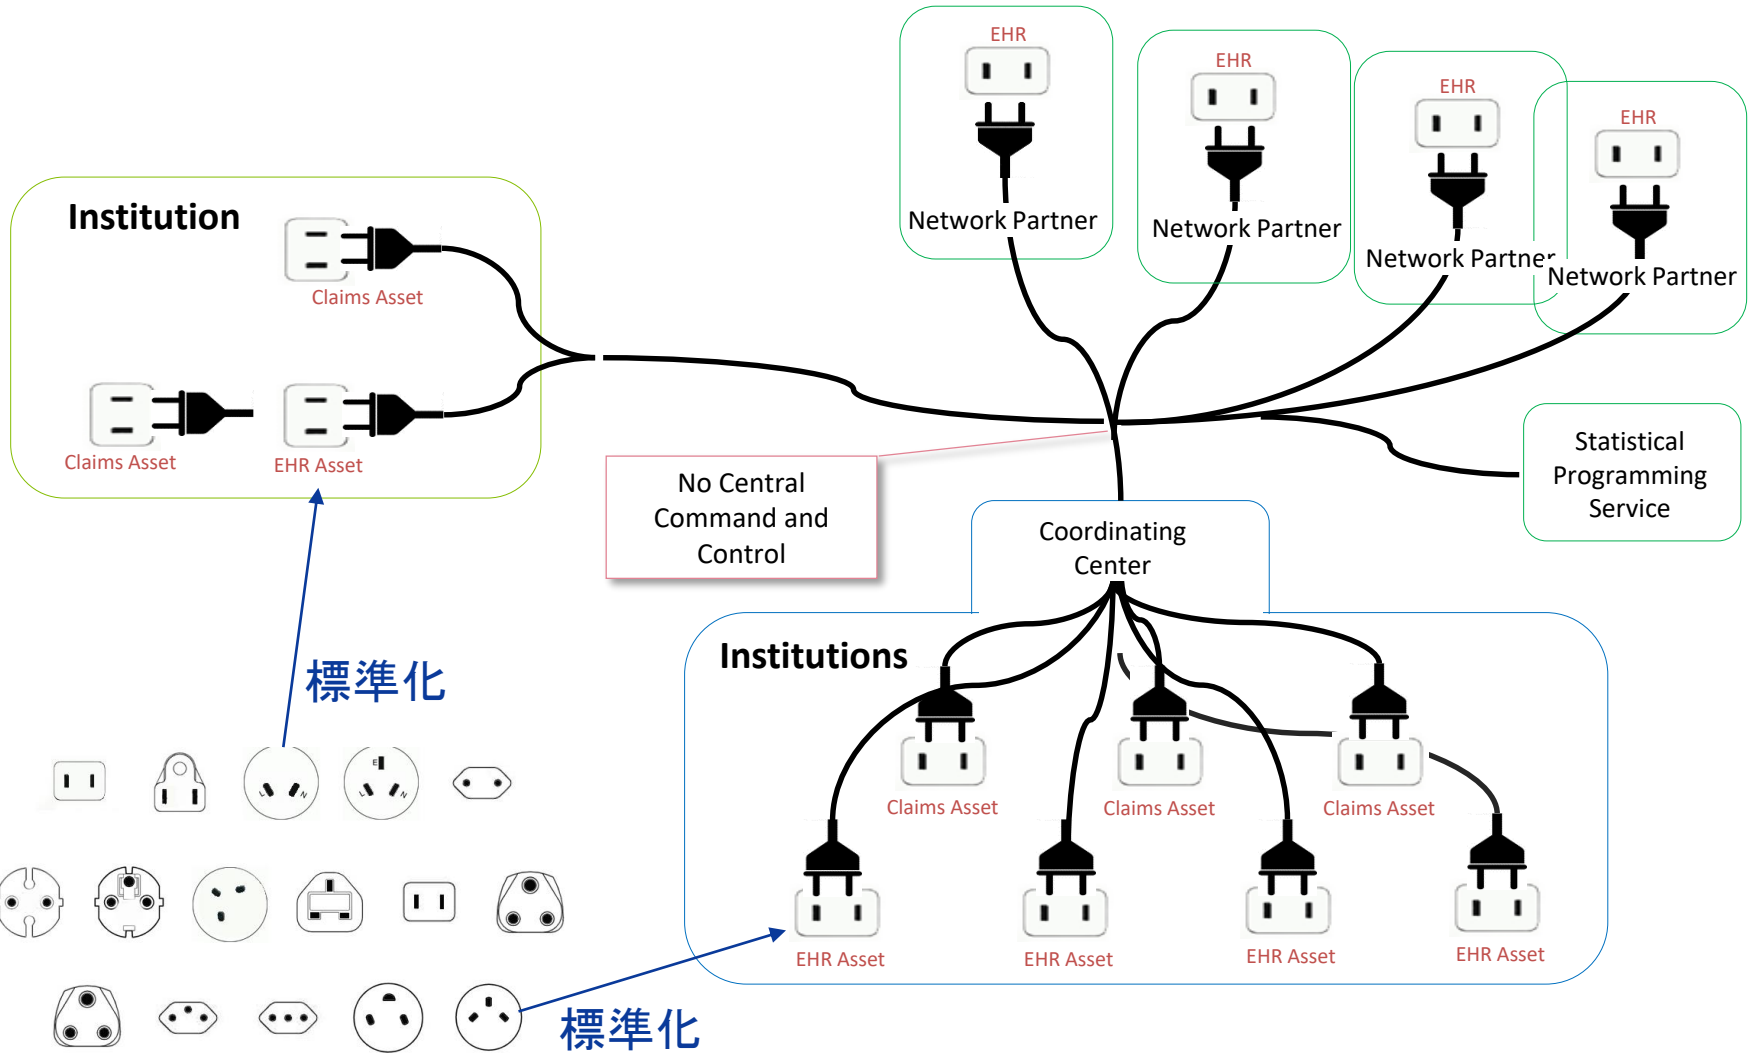 EHR
EHR
EHR
EHR
Network Partner
Network Partner
Network Partner
Network Partner
Institution
Claims Asset
Claims Asset
EHR Asset
No Central
Command and
Control
Statistical
Programming
Service
Coordinating
Center
Institutions
Claims Asset
Claims Asset
Claims Asset
EHR Asset
EHR Asset
EHR Asset
EHR Asset
標準化
L N
E
L N
標準化